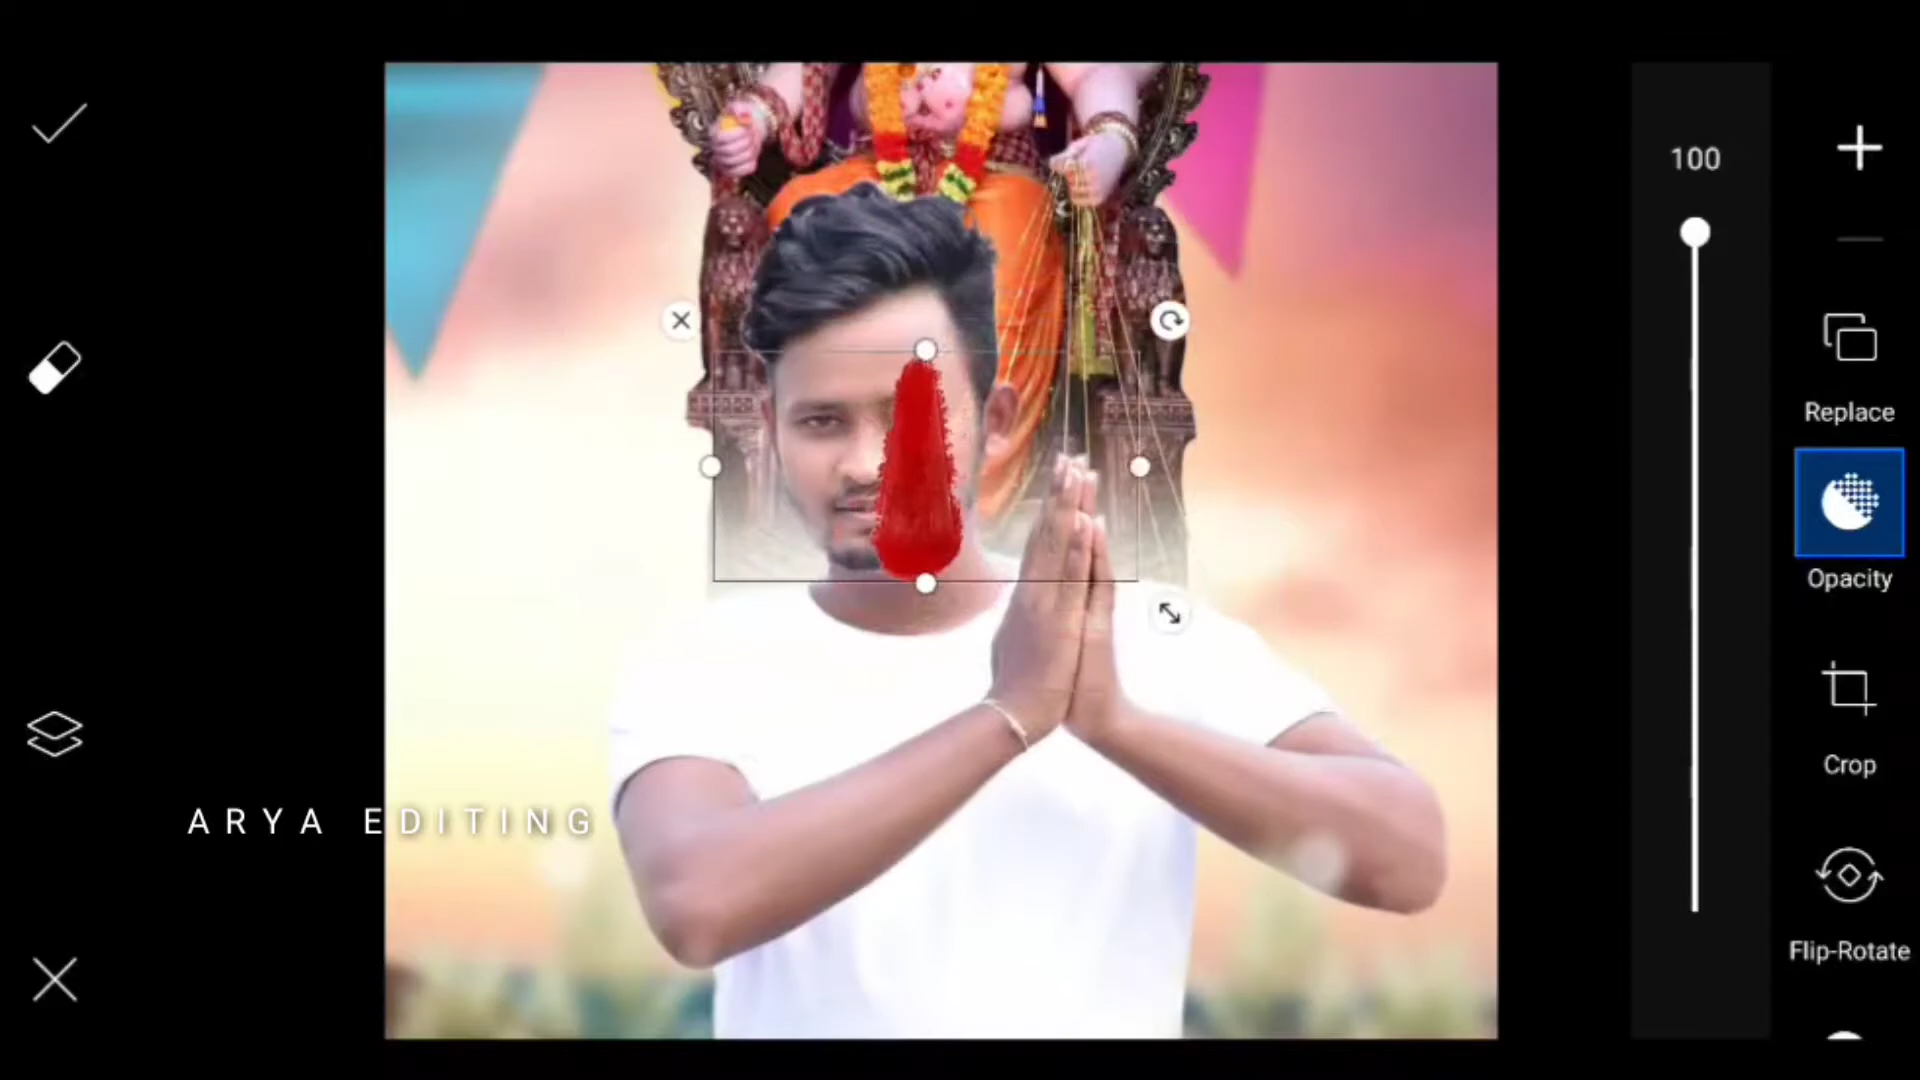 100
Replace
Opacity
Crop
ARYA EDITING
Flip-Rotate